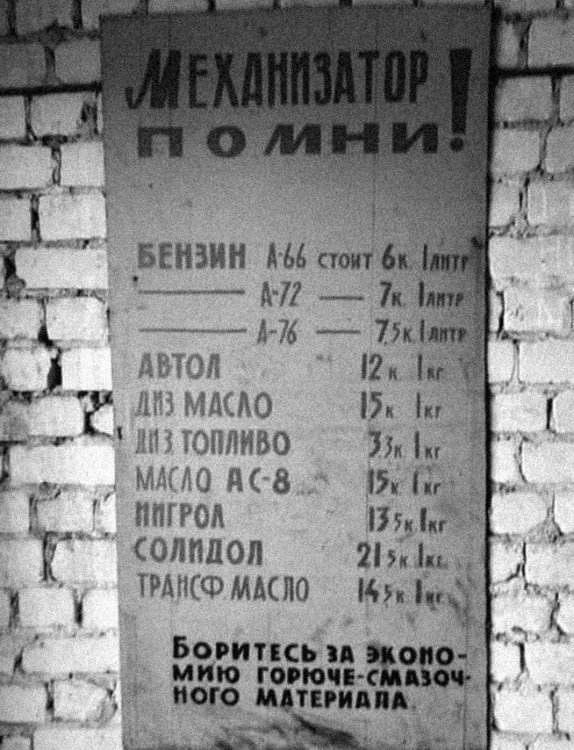 МЕХАНИЗАТОР
ПОМНИ!
БЕНЗИН А-66 СТОИТ 6К. 1ЛИТР
А-72 — 7К. 1ЛИТР
А-76 — 7.5К. 1ЛИТР
АВТОЛ 12К. 1КГ
ДИЗ МАСЛО 15К 1КГ
ДИЗ ТОПЛИВО 3.3К 1КГ
МАСЛО АС-8 15К. 1КГ
НИГРОЛ 13.5К. 1КГ
СОЛИДОЛ 21.5К. 1КГ.
ТРАНСФ. МАСЛО 14.5К. 1КГ
БОРИТЕСЬ ЗА ЭКОНО-
МИЮ ГОРЮЧЕ-СМАЗОЧ-
НОГО МАТЕРИАЛА.